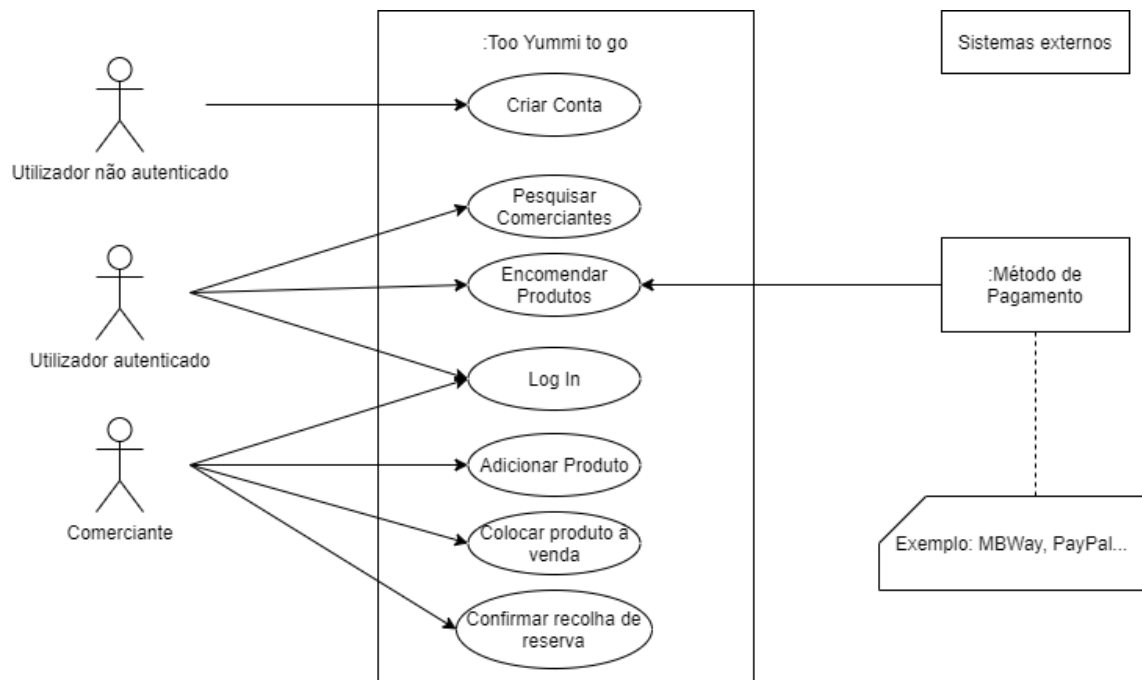 :Too Yummi to go
Sistemas externos
Criar Conta
Utilizador não autenticado
Pesquisar
Comerciantes
Encomendar
Produtos
:Método de
Pagamento
Utilizador autenticado
Log In
Adicionar Produto
Comerciante
Colocar produto a
venda
Exemplo: MBWay, PayPal...
Confirmar recolha de
reserva